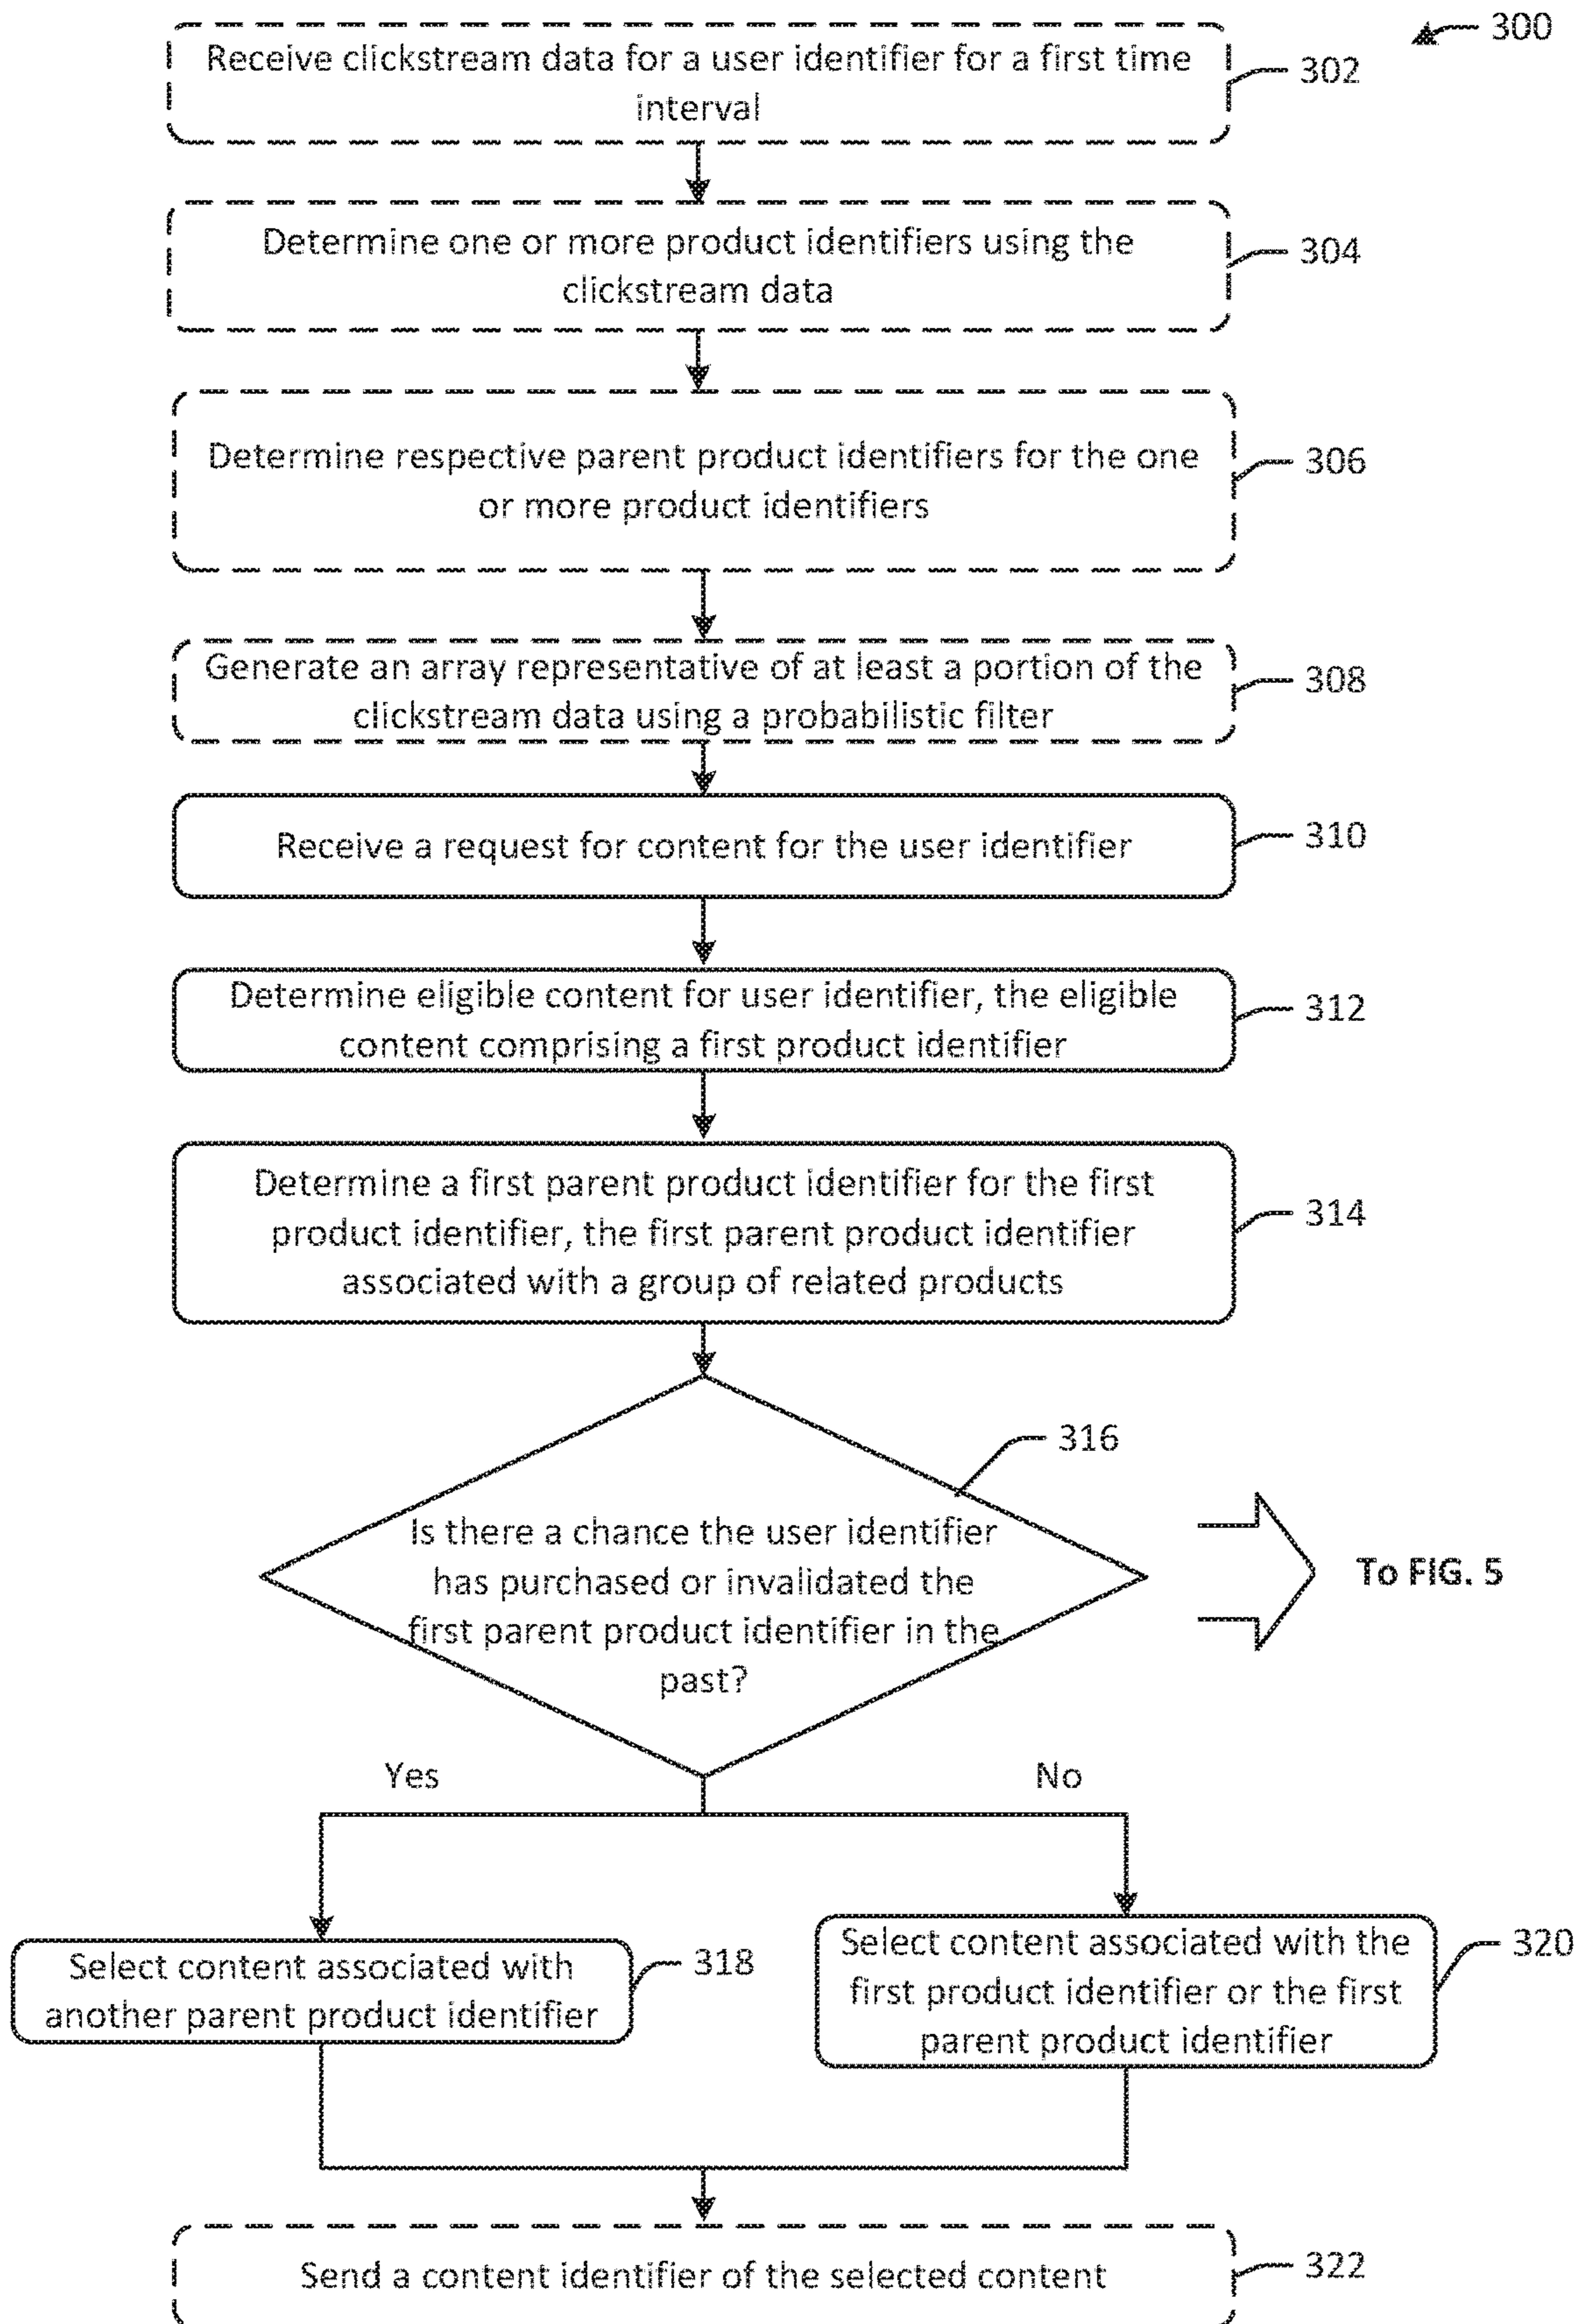 300
Receive clickstream data for a user identifier for a first time
interval
302
Determine one or more product identifiers using the
clickstream data
304
Determine respective parent product identifiers for the one
or more product identifiers
306
Generate an array representative of at least a portion of the
clickstream data using a probabilistic filter
308
Receive a request for content for the user identifier
310
Determine eligible content for user identifier, the eligible
content comprising a first product identifier
312
Determine a first parent product identifier for the first
product identifier, the first parent product identifier
associated with a group of related products
314
316
Is there a chance the user identifier
has purchased or invalidated the
first parent product identifier in the
past?
To FIG. 5
Yes
No
Select content associated with
another parent product identifier
318
Select content associated with the
first product identifier or the first
parent product identifier
320
Send a content identifier of the selected content
322